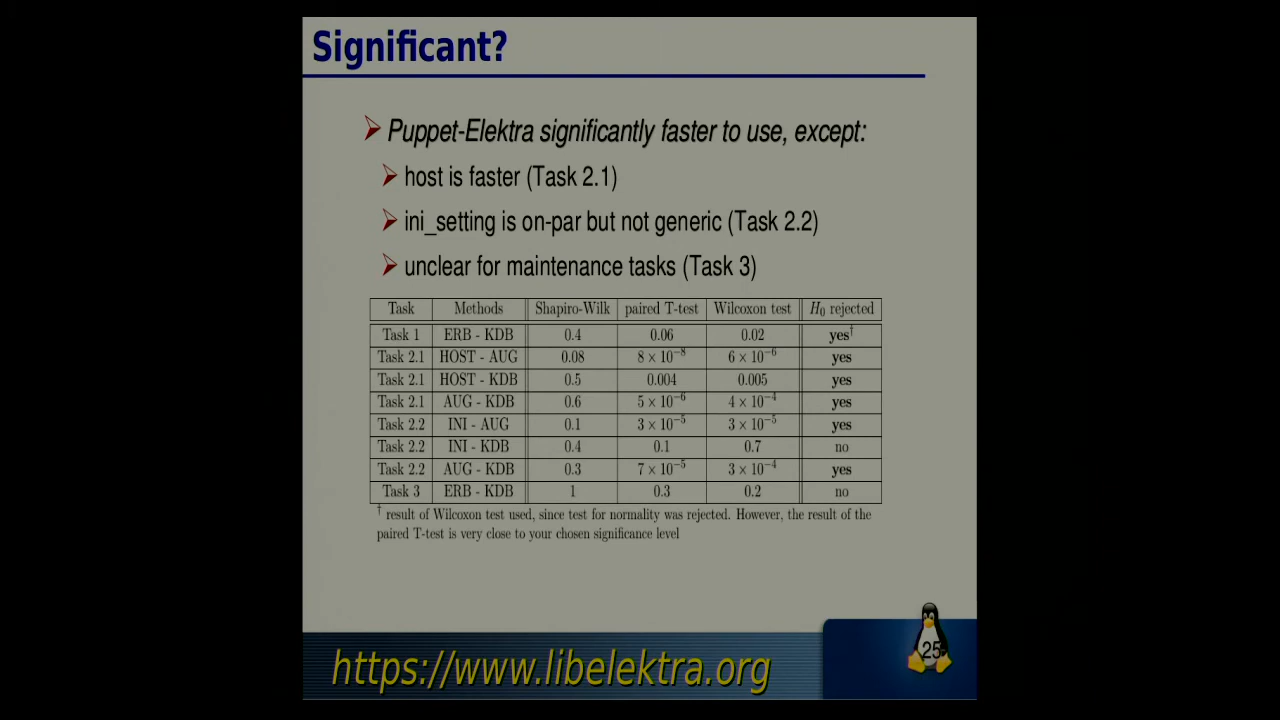 Significant?
Puppet-Elektra significantly faster to use, except:
host is faster (Task 2.1)
ini_setting is on-par but not generic (Task 2.2)
unclear for maintenance tasks (Task 3)
Task Methods Shapiro-Wilk paired T-test Wilcoxon test H₀ rejected
Task 1 ERB - KDB 0.4 0.06 0.02 yes†
Task 2.1 HOST - AUG 0.08 8 × 10⁻⁸ 6 × 10⁻⁶ yes
Task 2.1 HOST - KDB 0.5 0.004 0.005 yes
Task 2.1 AUG - KDB 0.6 5 × 10⁻⁶ 4 × 10⁻⁴ yes
Task 2.2 INI - AUG 0.1 3 × 10⁻⁵ 3 × 10⁻⁵ yes
Task 2.2 INI - KDB 0.4 0.1 0.7 no
Task 2.2 AUG - KDB 0.3 7 × 10⁻⁵ 3 × 10⁻⁴ yes
Task 3 ERB - KDB 1 0.3 0.2 no
† result of Wilcoxon test used, since test for normality was rejected. However, the result of the
paired T-test is very close to your chosen significance level
https://www.libelektra.org
25